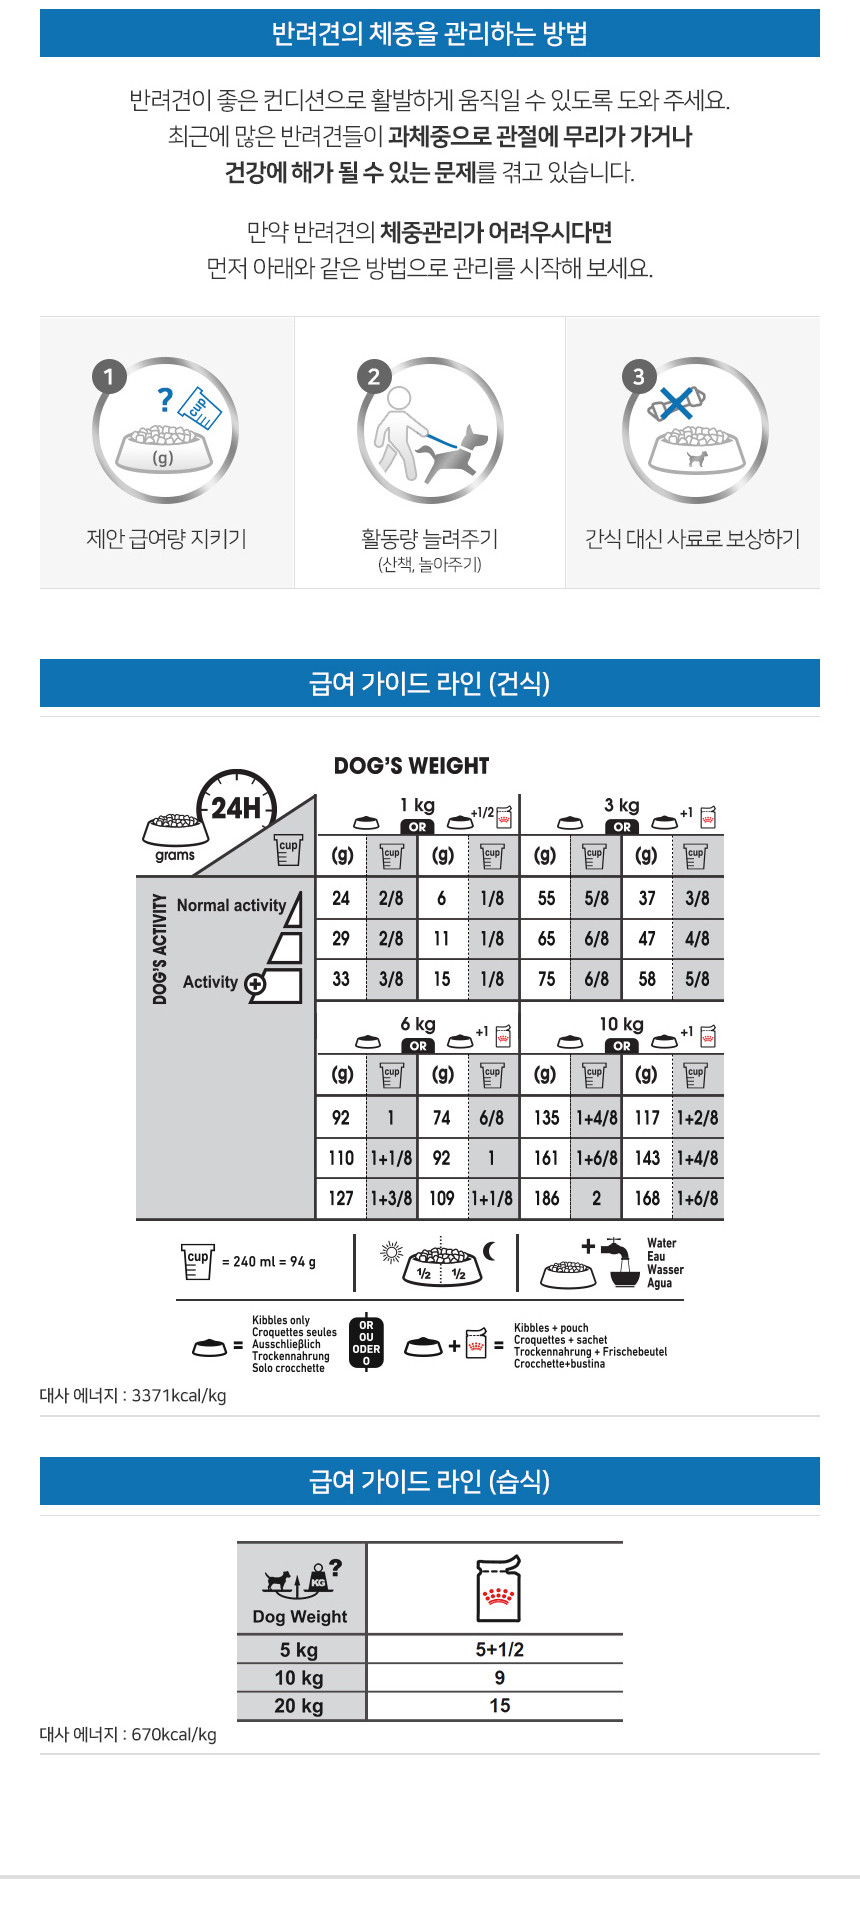 반려견의 체중을 관리하는 방법
반려견이 좋은 컨디션으로 활발하게 움직일 수 있도록 도와 주세요.
최근에 많은 반려견들이 과체중으로 관절에 무리가 가거나
건강에 해가 될 수 있는 문제를 겪고 있습니다.
만약 반려견의 체중관리가 어려우시다면
먼저 아래와 같은 방법으로 관리를 시작해 보세요.
1 2 3
? cup
(g)
제안 급여량 지키기 활동량 늘려주기 간식 대신 사료로 보상하기
(산책, 놀아주기)
급여 가이드 라인 (건식)
DOG'S WEIGHT
24H
grams
cup
1 kg 3 kg
OR +1/2 OR +1
(g) cup (g) cup (g) cup (g) cup
DOG'S ACTIVITY
Normal activity 24 2/8 6 1/8 55 5/8 37 3/8
29 2/8 11 1/8 65 6/8 47 4/8
Activity + 33 3/8 15 1/8 75 6/8 58 5/8
6 kg 10 kg
OR +1 OR +1
(g) cup (g) cup (g) cup (g) cup
92 1 74 6/8 135 1+4/8 117 1+2/8
110 1+1/8 92 1 161 1+6/8 143 1+4/8
127 1+3/8 109 1+1/8 186 2 168 1+6/8
cup = 240 ml = 94 g
1/2 1/2
+
Water
Eau
Wasser
Agua
=
Kibbles only
Croquettes seules
Ausschließlich
Trockennahrung
Solo crocchette
OR
OU
ODER
O
+ =
Kibbles + pouch
Croquettes + sachet
Trockennahrung + Frischebeutel
Crocchette+bustina
대사 에너지 : 3371kcal/kg
급여 가이드 라인 (습식)
KG ?
Dog Weight
5 kg 5+1/2
10 kg 9
20 kg 15
대사 에너지 : 670kcal/kg